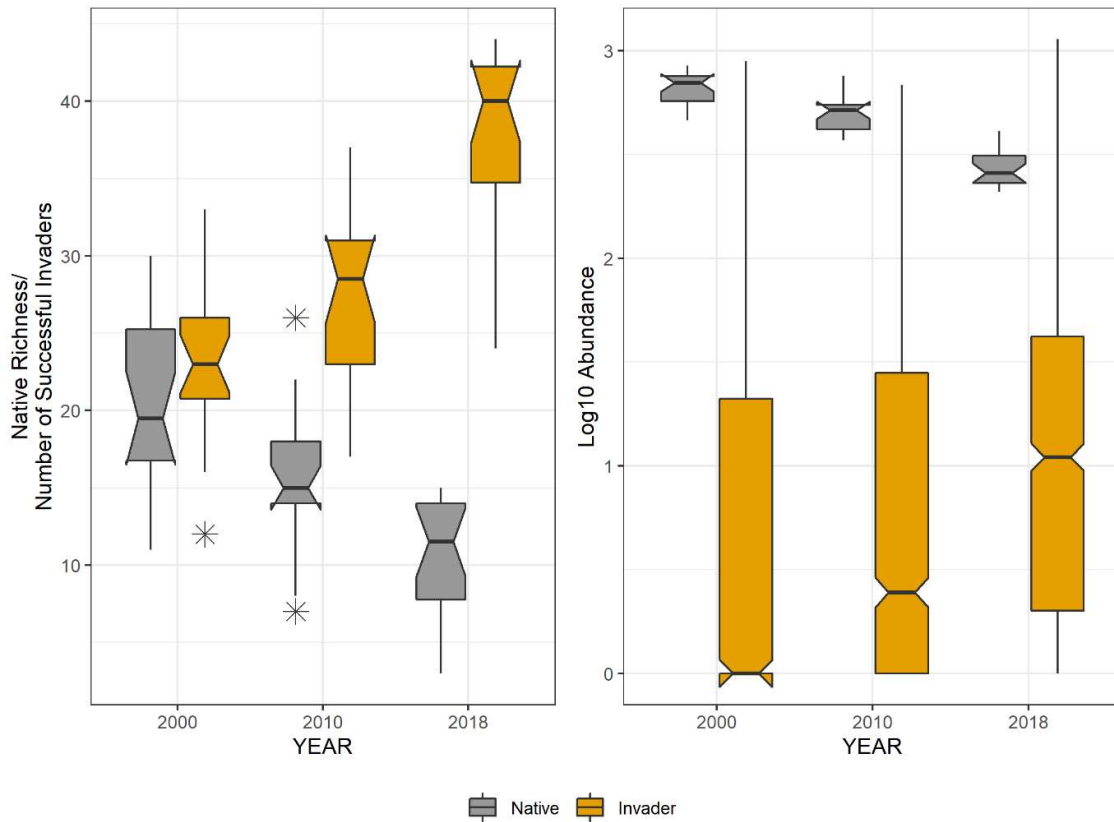 Native Richness/
Number of Successful Invaders
40
30
20
10
2000
2010
2018
YEAR
Log10 Abundance
3
2
1
0
2000
2010
2018
YEAR
Native
Invader